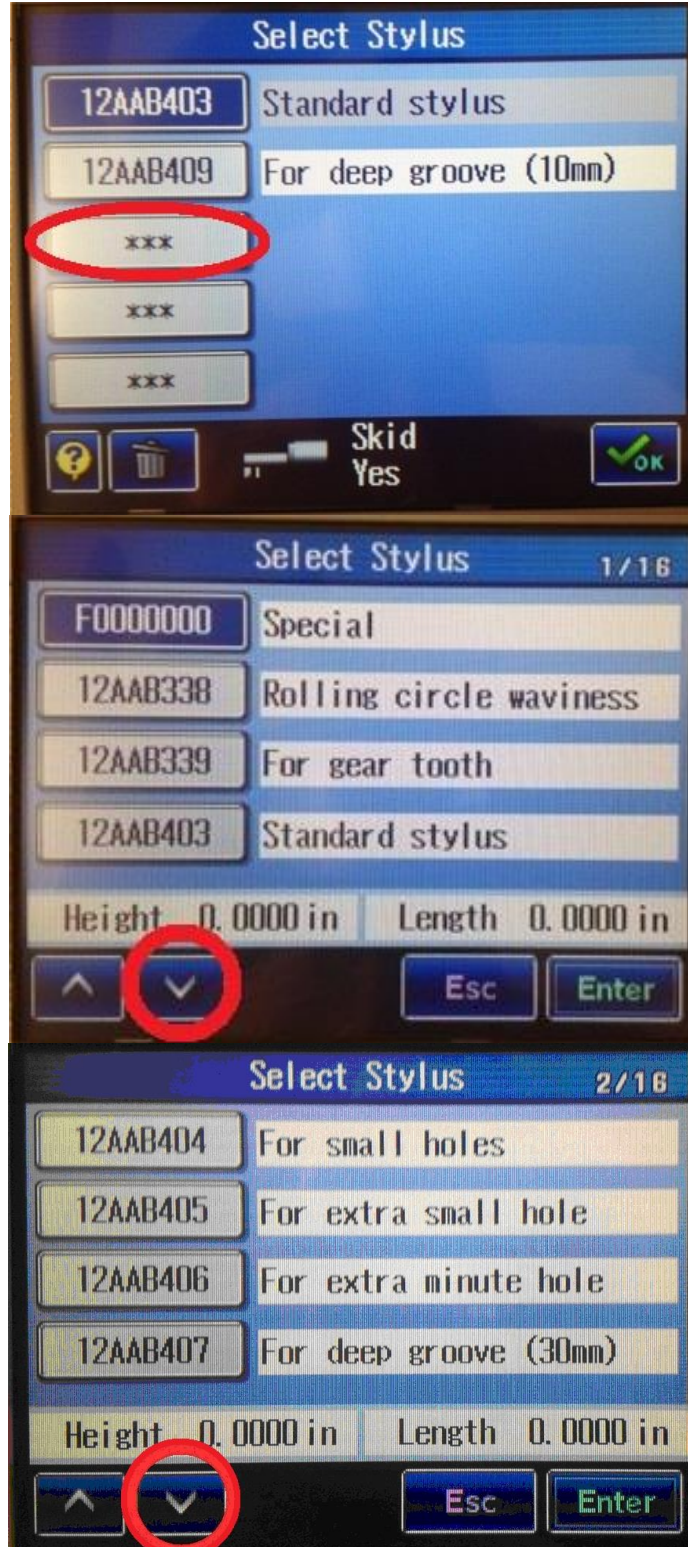 Select Stylus
12AAB403 Standard stylus
12AAB409 For deep groove (10mm)
***
***
***
? Skid Yes OK
Select Stylus 1/16
F0000000 Special
12AAB338 Rolling circle waviness
12AAB339 For gear tooth
12AAB403 Standard stylus
Height 0.0000 in Length 0.0000 in
Esc Enter
Select Stylus 2/16
12AAB404 For small holes
12AAB405 For extra small hole
12AAB406 For extra minute hole
12AAB407 For deep groove (30mm)
Height 0.0000 in Length 0.0000 in
Esc Enter